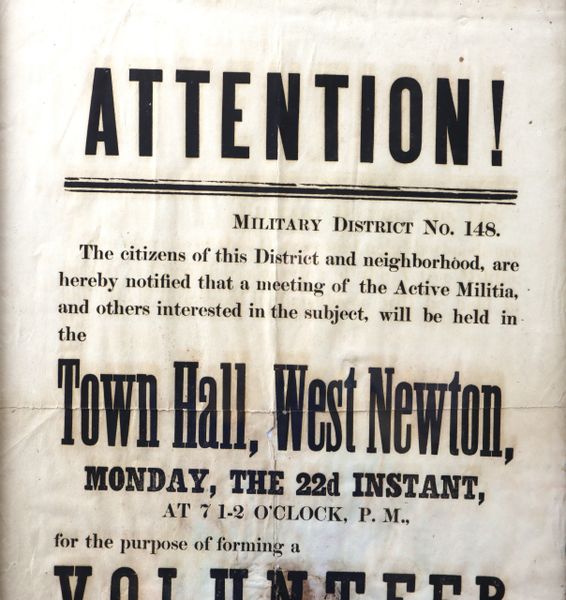 ATTENTION!
MILITARY DISTRICT NO. 148.
The citizens of this District and neighborhood, are
hereby notified that a meeting of the Active Militia,
and others interested in the subject, will be held in
the
Town Hall, West Newton,
MONDAY, THE 22d INSTANT,
AT 7 1-2 O'CLOCK, P. M.,
for the purpose of forming a
VOLUNTEER